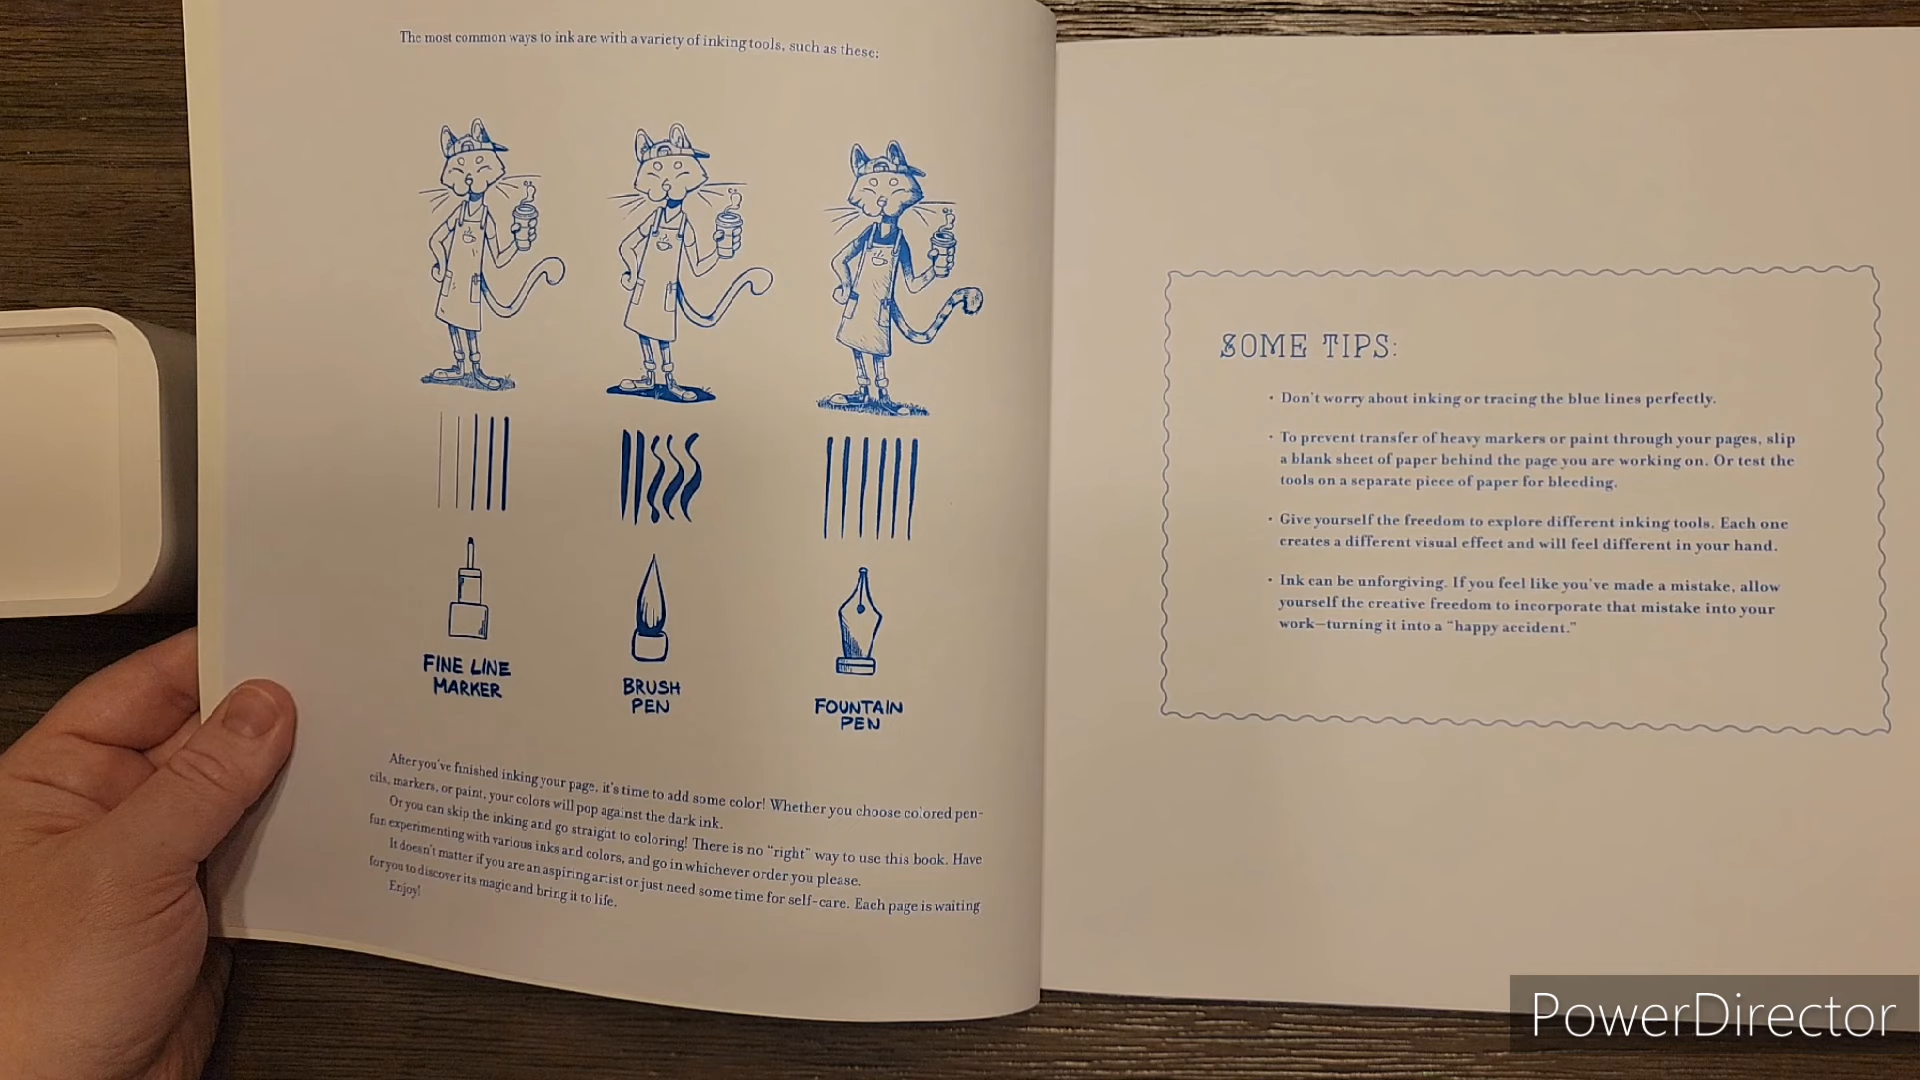 The most common ways to ink are with a variety of inking tools, such as these:
FINE LINE
MARKER
BRUSH
PEN
FOUNTAIN
PEN
After you've finished inking your page, it's time to add some color! Whether you choose colored pen-
cils, markers, or paint, your colors will pop against the dark ink.
Or you can skip the inking and go straight to coloring! There is no "right" way to use this book. Have
fun experimenting with various inks and colors, and go in whichever order you please.
It doesn't matter if you are an aspiring artist or just need some time for self-care. Each page is waiting
for you to discover its magic and bring it to life.
Enjoy!
SOME TIPS:
• Don't worry about inking or tracing the blue lines perfectly.
• To prevent transfer of heavy markers or paint through your pages, slip
a blank sheet of paper behind the page you are working on. Or test the
tools on a separate piece of paper for bleeding.
• Give yourself the freedom to explore different inking tools. Each one
creates a different visual effect and will feel different in your hand.
• Ink can be unforgiving. If you feel like you've made a mistake, allow
yourself the creative freedom to incorporate that mistake into your
work—turning it into a "happy accident."
PowerDirector